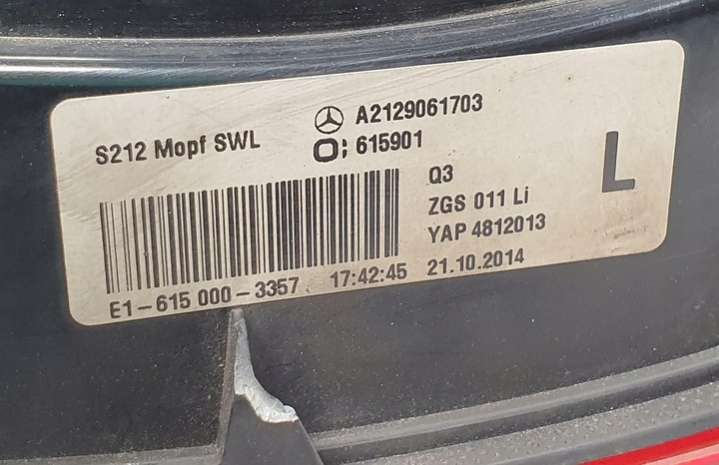 S212 Mopf SWL
A2129061703
615901
Q3
ZGS 011 Li
YAP 4812013
L
E1-615 000-3357 17:42:45 21.10.2014